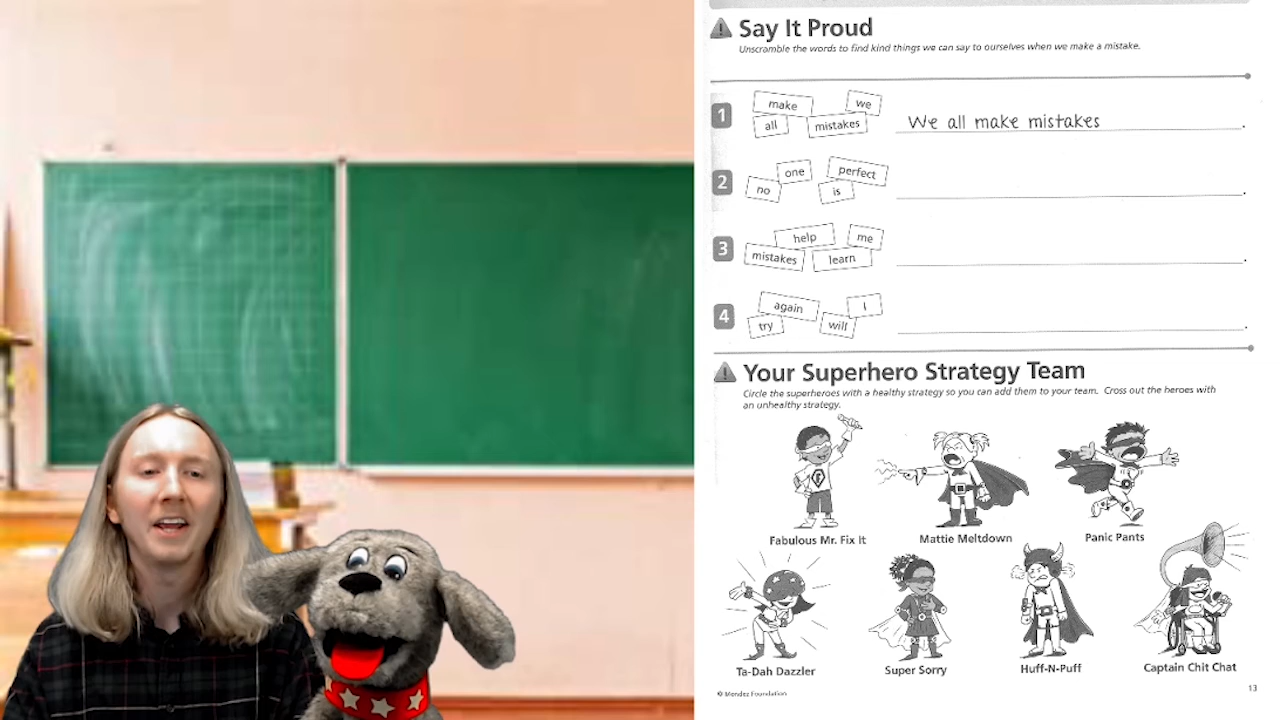 Say It Proud
Unscramble the words to find kind things we can say to ourselves when we make a mistake.
1
make we
all mistakes
We all make mistakes.
2
one perfect
no is
.
3
help me
mistakes learn
.
4
again I
try will
.
Your Superhero Strategy Team
Circle the superheroes with a healthy strategy so you can add them to your team. Cross out the heroes with
an unhealthy strategy.
Fabulous Mr. Fix It
Mattie Meltdown
Panic Pants
Ta-Dah Dazzler
Super Sorry
Huff-N-Puff
Captain Chit Chat
© Mendez Foundation
13